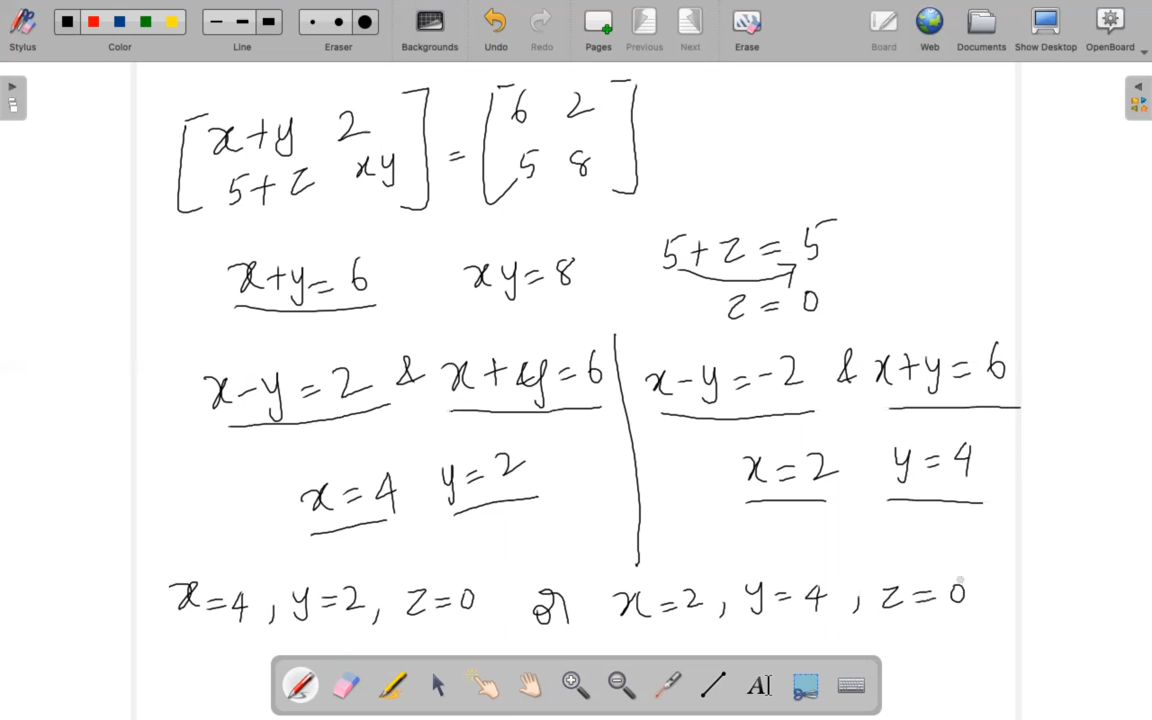 Stylus Color Line Eraser Backgrounds Undo Redo Pages Previous Next Erase Board Web Documents Show Desktop OpenBoard
[x+y 2] = [6 2]
[5+z xy] [5 8]
x+y=6 xy=8 5+z=5
z=0
x-y=2 & x+y=6 x-y=-2 & x+y=6
x=4 y=2 x=2 y=4
x=4, y=2, z=0 or x=2, y=4, z=0